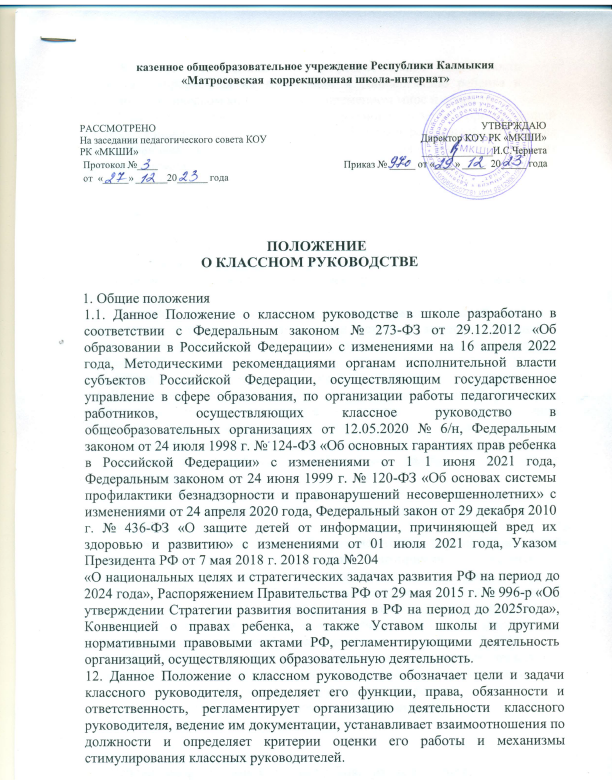 казенное общеобразовательное учреждение Республики Калмыкия
«Матросовская коррекционная школа-интернат»
РАССМОТРЕНО
На заседании педагогического совета КОУ
РК «МКШИ»
Протокол № 3
от «27» 12 2023 года
УТВЕРЖДАЮ
Директор КОУ РК «МКШИ»
И.С.Чернета
Приказ № 970 от «29» 12 2023 года
МКШИ
ПОЛОЖЕНИЕ
О КЛАССНОМ РУКОВОДСТВЕ
1. Общие положения
1.1. Данное Положение о классном руководстве в школе разработано в
соответствии с Федеральным законом № 273-ФЗ от 29.12.2012 «Об
образовании в Российской Федерации» с изменениями на 16 апреля 2022
года, Методическими рекомендациями органам исполнительной власти
субъектов Российской Федерации, осуществляющим государственное
управление в сфере образования, по организации работы педагогических
работников, осуществляющих классное руководство в
общеобразовательных организациях от 12.05.2020 № 6/н, Федеральным
законом от 24 июля 1998 г. № 124-ФЗ «Об основных гарантиях прав ребенка
в Российской Федерации» с изменениями от 1 1 июня 2021 года,
Федеральным законом от 24 июня 1999 г. № 120-ФЗ «Об основах системы
профилактики безнадзорности и правонарушений несовершеннолетних» с
изменениями от 24 апреля 2020 года, Федеральный закон от 29 декабря 2010
г. № 436-ФЗ «О защите детей от информации, причиняющей вред их
здоровью и развитию» с изменениями от 01 июля 2021 года, Указом
Президента РФ от 7 мая 2018 г. 2018 года №204
«О национальных целях и стратегических задачах развития РФ на период до
2024 года», Распоряжением Правительства РФ от 29 мая 2015 г. № 996-р «Об
утверждении Стратегии развития воспитания в РФ на период до 2025года»,
Конвенцией о правах ребенка, а также Уставом школы и другими
нормативными правовыми актами РФ, регламентирующими деятельность
организаций, осуществляющих образовательную деятельность.
12. Данное Положение о классном руководстве обозначает цели и задачи
классного руководителя, определяет его функции, права, обязанности и
ответственность, регламентирует организацию деятельности классного
руководителя, ведение им документации, устанавливает взаимоотношения по
должности и определяет критерии оценки его работы и механизмы
стимулирования классных руководителей.